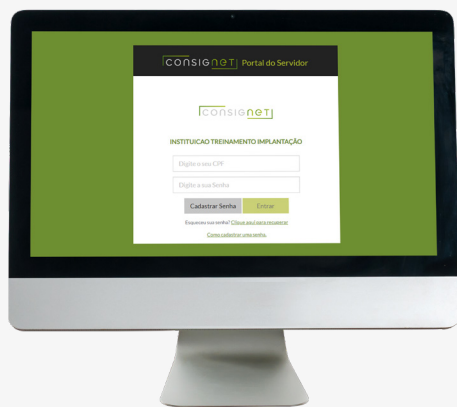 CONSIGNET Portal do Servidor
CONSIGNET
INSTITUICAO TREINAMENTO IMPLANTAÇÃO
Digite o seu CPF
Digite a sua Senha
Cadastrar Senha Entrar
Esqueceu sua senha? Clique aqui para recuperar
Como cadastrar uma senha.